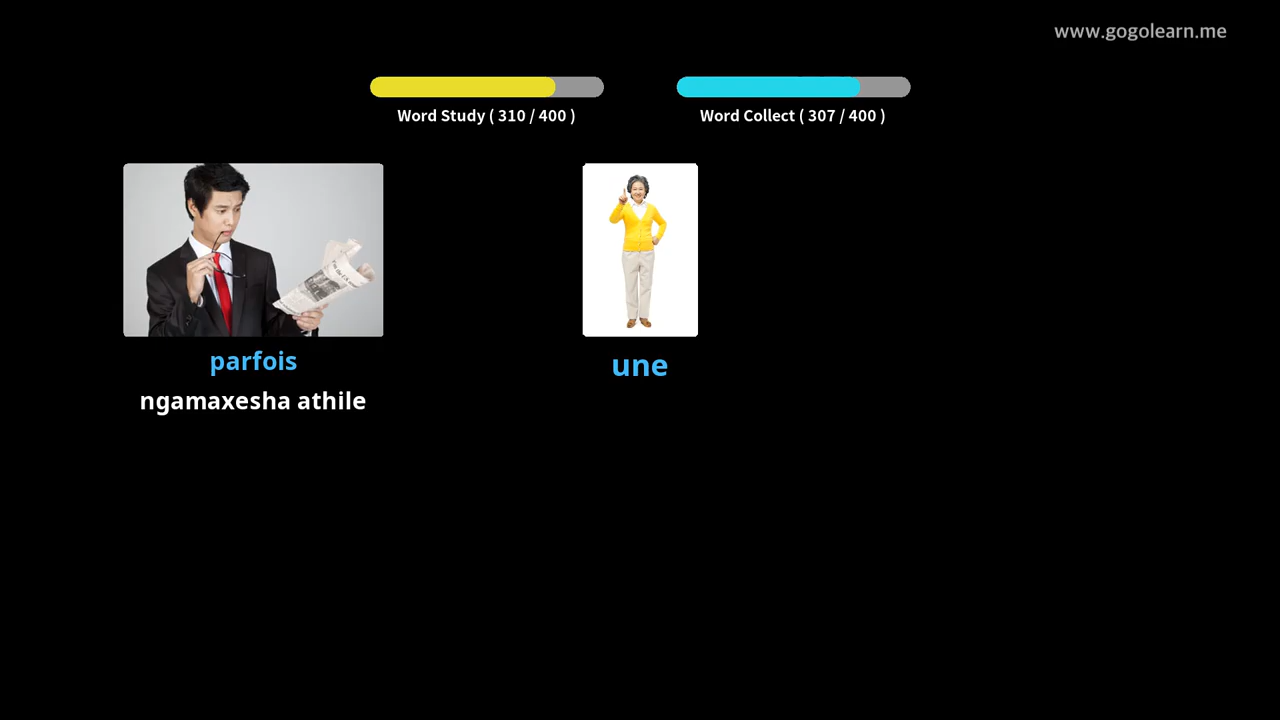 www.gogolearn.me
Word Study ( 310 / 400 )
Word Collect ( 307 / 400 )
parfois
ngamaxesha athile
une